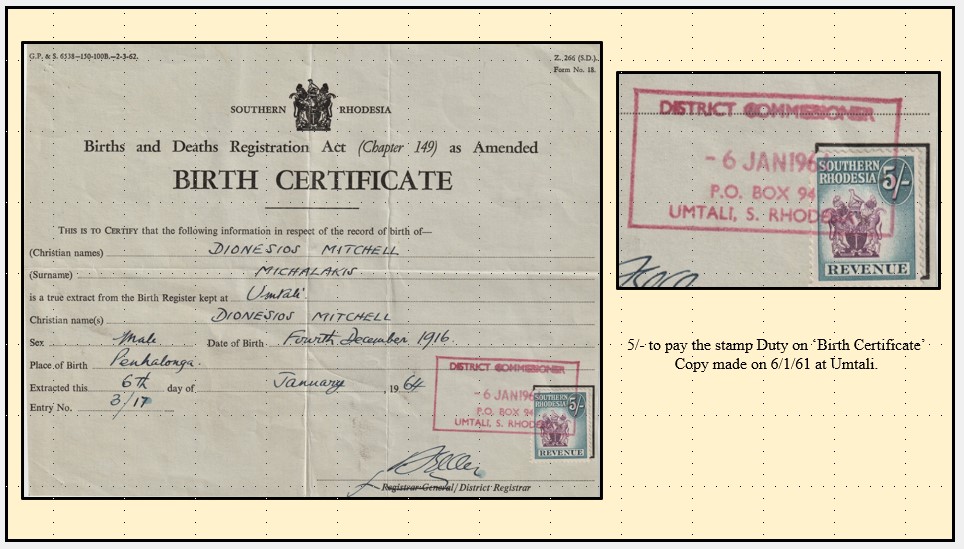 G.P. & S. 6538—150-100B.—2-3-62.
Z. 266 (S.D.).
Form No. 18.
SOUTHERN RHODESIA
Births and Deaths Registration Act (Chapter 149) as Amended
BIRTH CERTIFICATE
THIS IS TO CERTIFY that the following information in respect of the record of birth of—
(Christian names) DIONESIOS MITCHELL
(Surname) MICHALAKIS
is a true extract from the Birth Register kept at Umtali.
Christian name(s) DIONESIOS MITCHELL
Sex Male Date of Birth Fourth December 1916.
Place of Birth Penhalonga.
Extracted this 6th day of January 1964
Entry No. 3/17
DISTRICT COMMISSIONER
- 6 JAN 196
P.O. BOX 94
UMTALI, S. RHODE
SOUTHERN
RHODESIA
5/-
REVENUE
Registrar-General/District Registrar
DISTRICT COMMISSIONER
- 6 JAN 196
P.O. BOX 94
UMTALI, S. RHODE
SOUTHERN
RHODESIA
5/-
REVENUE
5/- to pay the stamp Duty on ‘Birth Certificate’
Copy made on 6/1/61 at Umtali.